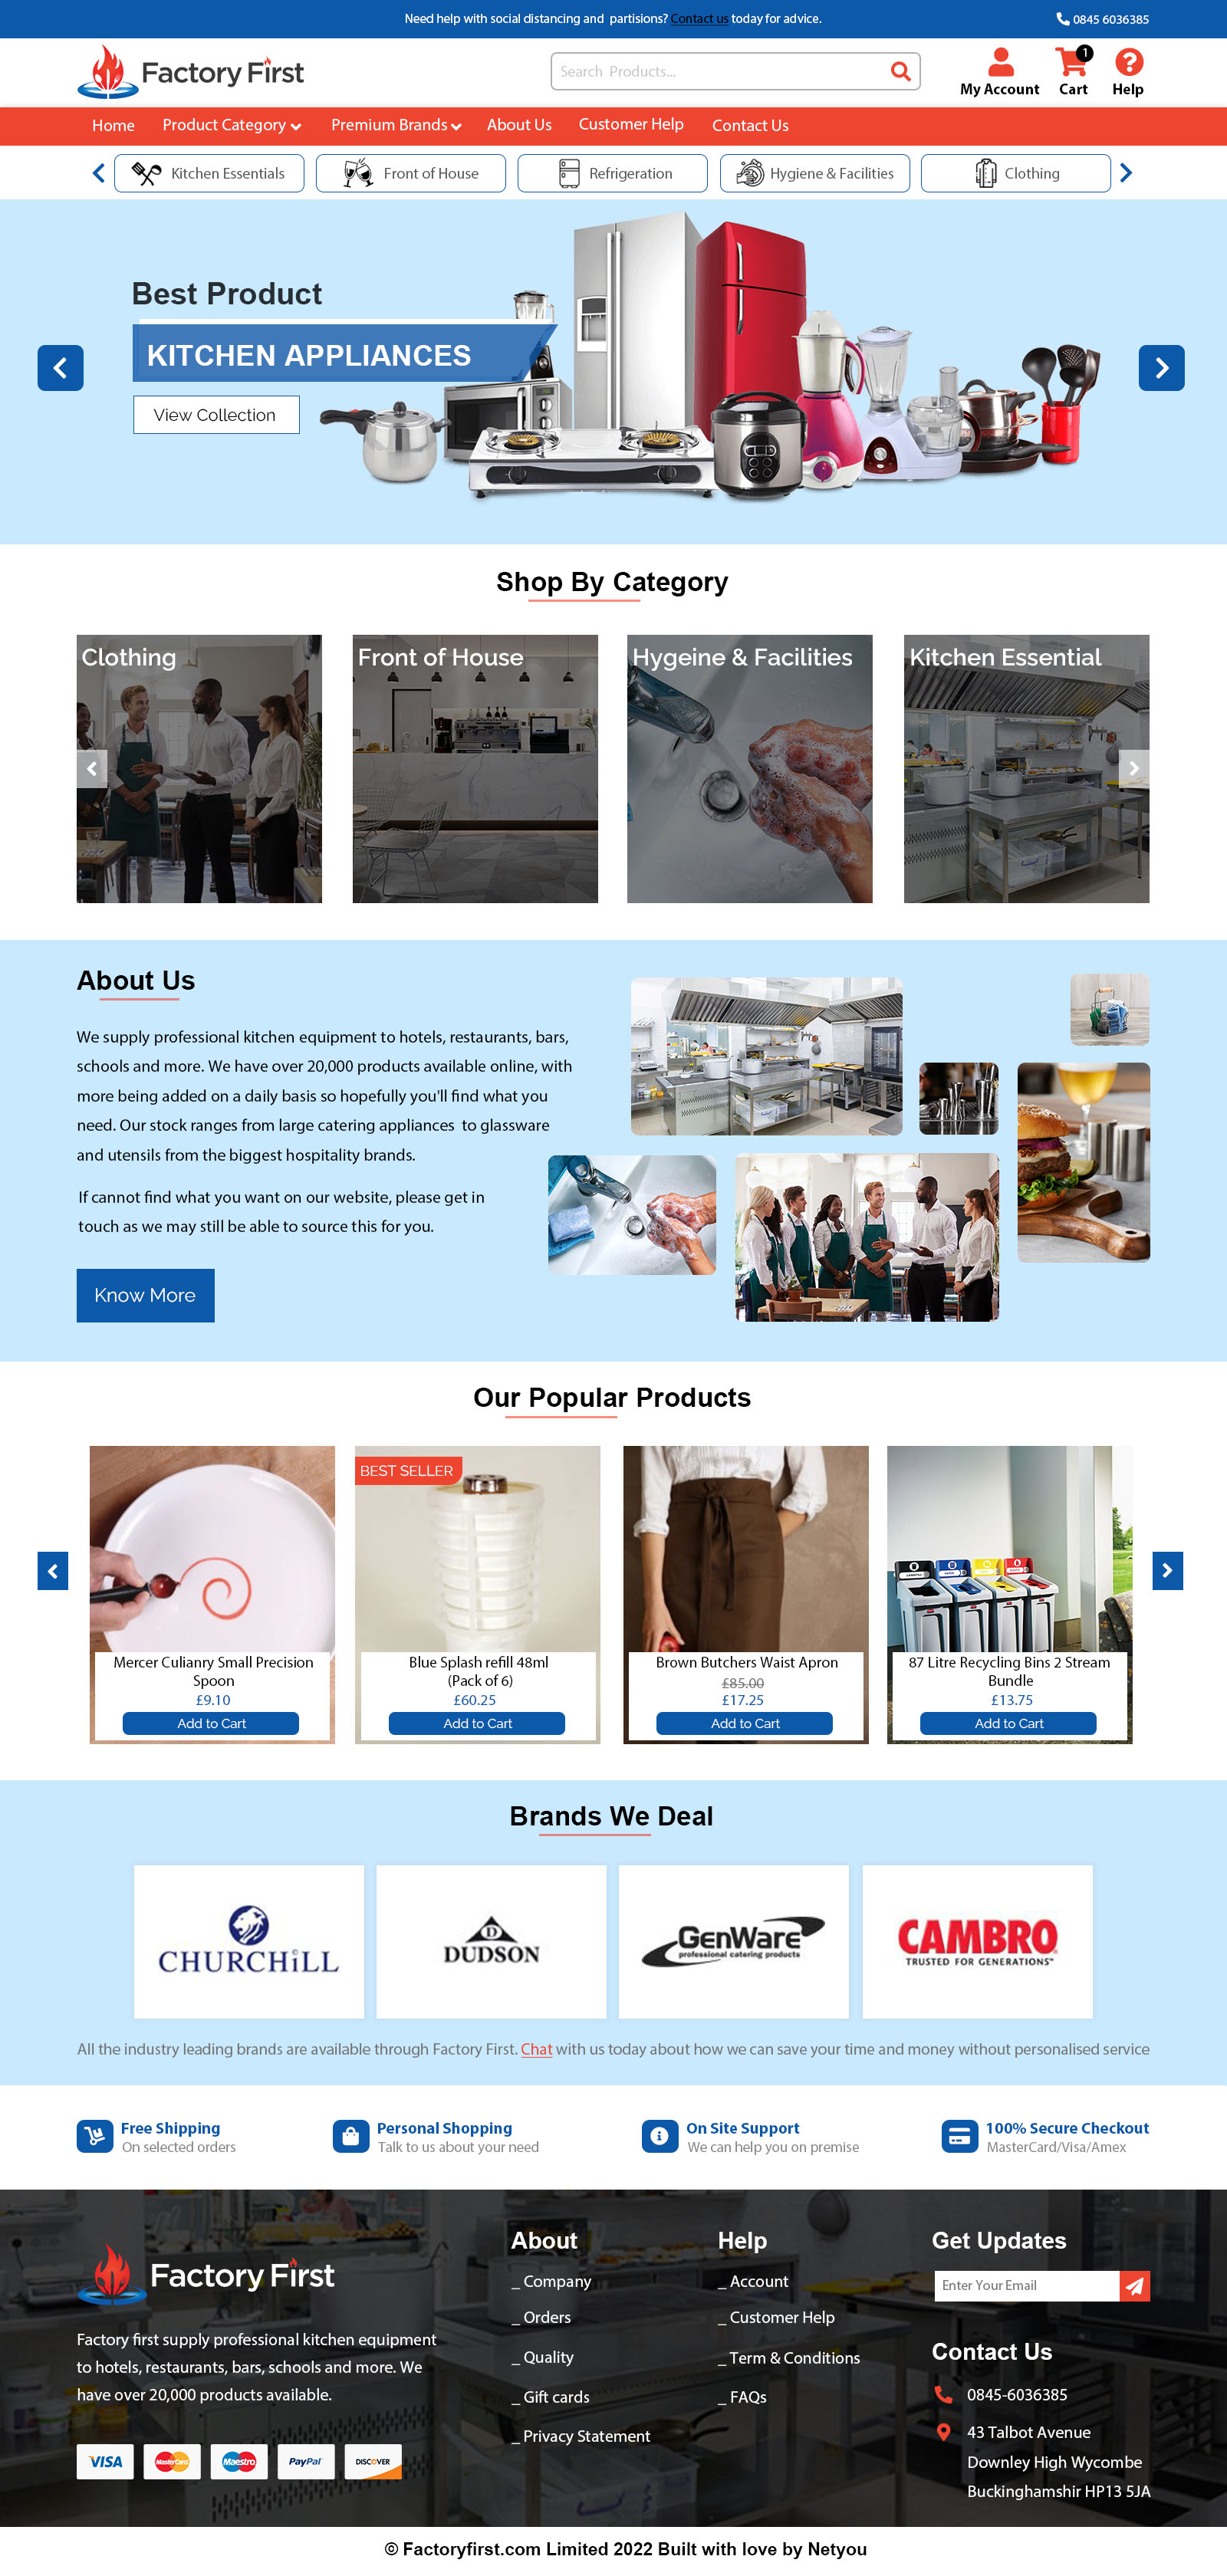 Need help with social distancing and partisions? Contact us today for advice.
0845 6036385
Factory First
Search Products...
1
My Account
Cart
Help
Home
Product Category
Premium Brands
About Us
Customer Help
Contact Us
Kitchen Essentials
Front of House
Refrigeration
Hygiene & Facilities
Clothing
Best Product
KITCHEN APPLIANCES
View Collection
Shop By Category
Clothing
Front of House
Hygeine & Facilities
Kitchen Essential
About Us
We supply professional kitchen equipment to hotels, restaurants, bars,
schools and more. We have over 20,000 products available online, with
more being added on a daily basis so hopefully you'll find what you
need. Our stock ranges from large catering appliances to glassware
and utensils from the biggest hospitality brands.
If cannot find what you want on our website, please get in
touch as we may still be able to source this for you.
Know More
Our Popular Products
Mercer Culianry Small Precision
Spoon
£9.10
Add to Cart
BEST SELLER
Blue Splash refill 48ml
(Pack of 6)
£60.25
Add to Cart
Brown Butchers Waist Apron
£85.00
£17.25
Add to Cart
87 Litre Recycling Bins 2 Stream
Bundle
£13.75
Add to Cart
Brands We Deal
CHURCHiLL
D
DUDSON
GenWare
professional catering products
CAMBRO
TRUSTED FOR GENERATIONS™
All the industry leading brands are available through Factory First. Chat with us today about how we can save your time and money without personalised service
Free Shipping
On selected orders
Personal Shopping
Talk to us about your need
On Site Support
We can help you on premise
100% Secure Checkout
MasterCard/Visa/Amex
Factory First
Factory first supply professional kitchen equipment
to hotels, restaurants, bars, schools and more. We
have over 20,000 products available.
VISA
MasterCard
Maestro
PayPal
DISCOVER
About
_ Company
_ Orders
_ Quality
_ Gift cards
_ Privacy Statement
Help
_ Account
_ Customer Help
_ Term & Conditions
_ FAQs
Get Updates
Enter Your Email
Contact Us
0845-6036385
43 Talbot Avenue
Downley High Wycombe
Buckinghamshir HP13 5JA
© Factoryfirst.com Limited 2022 Built with love by Netyou